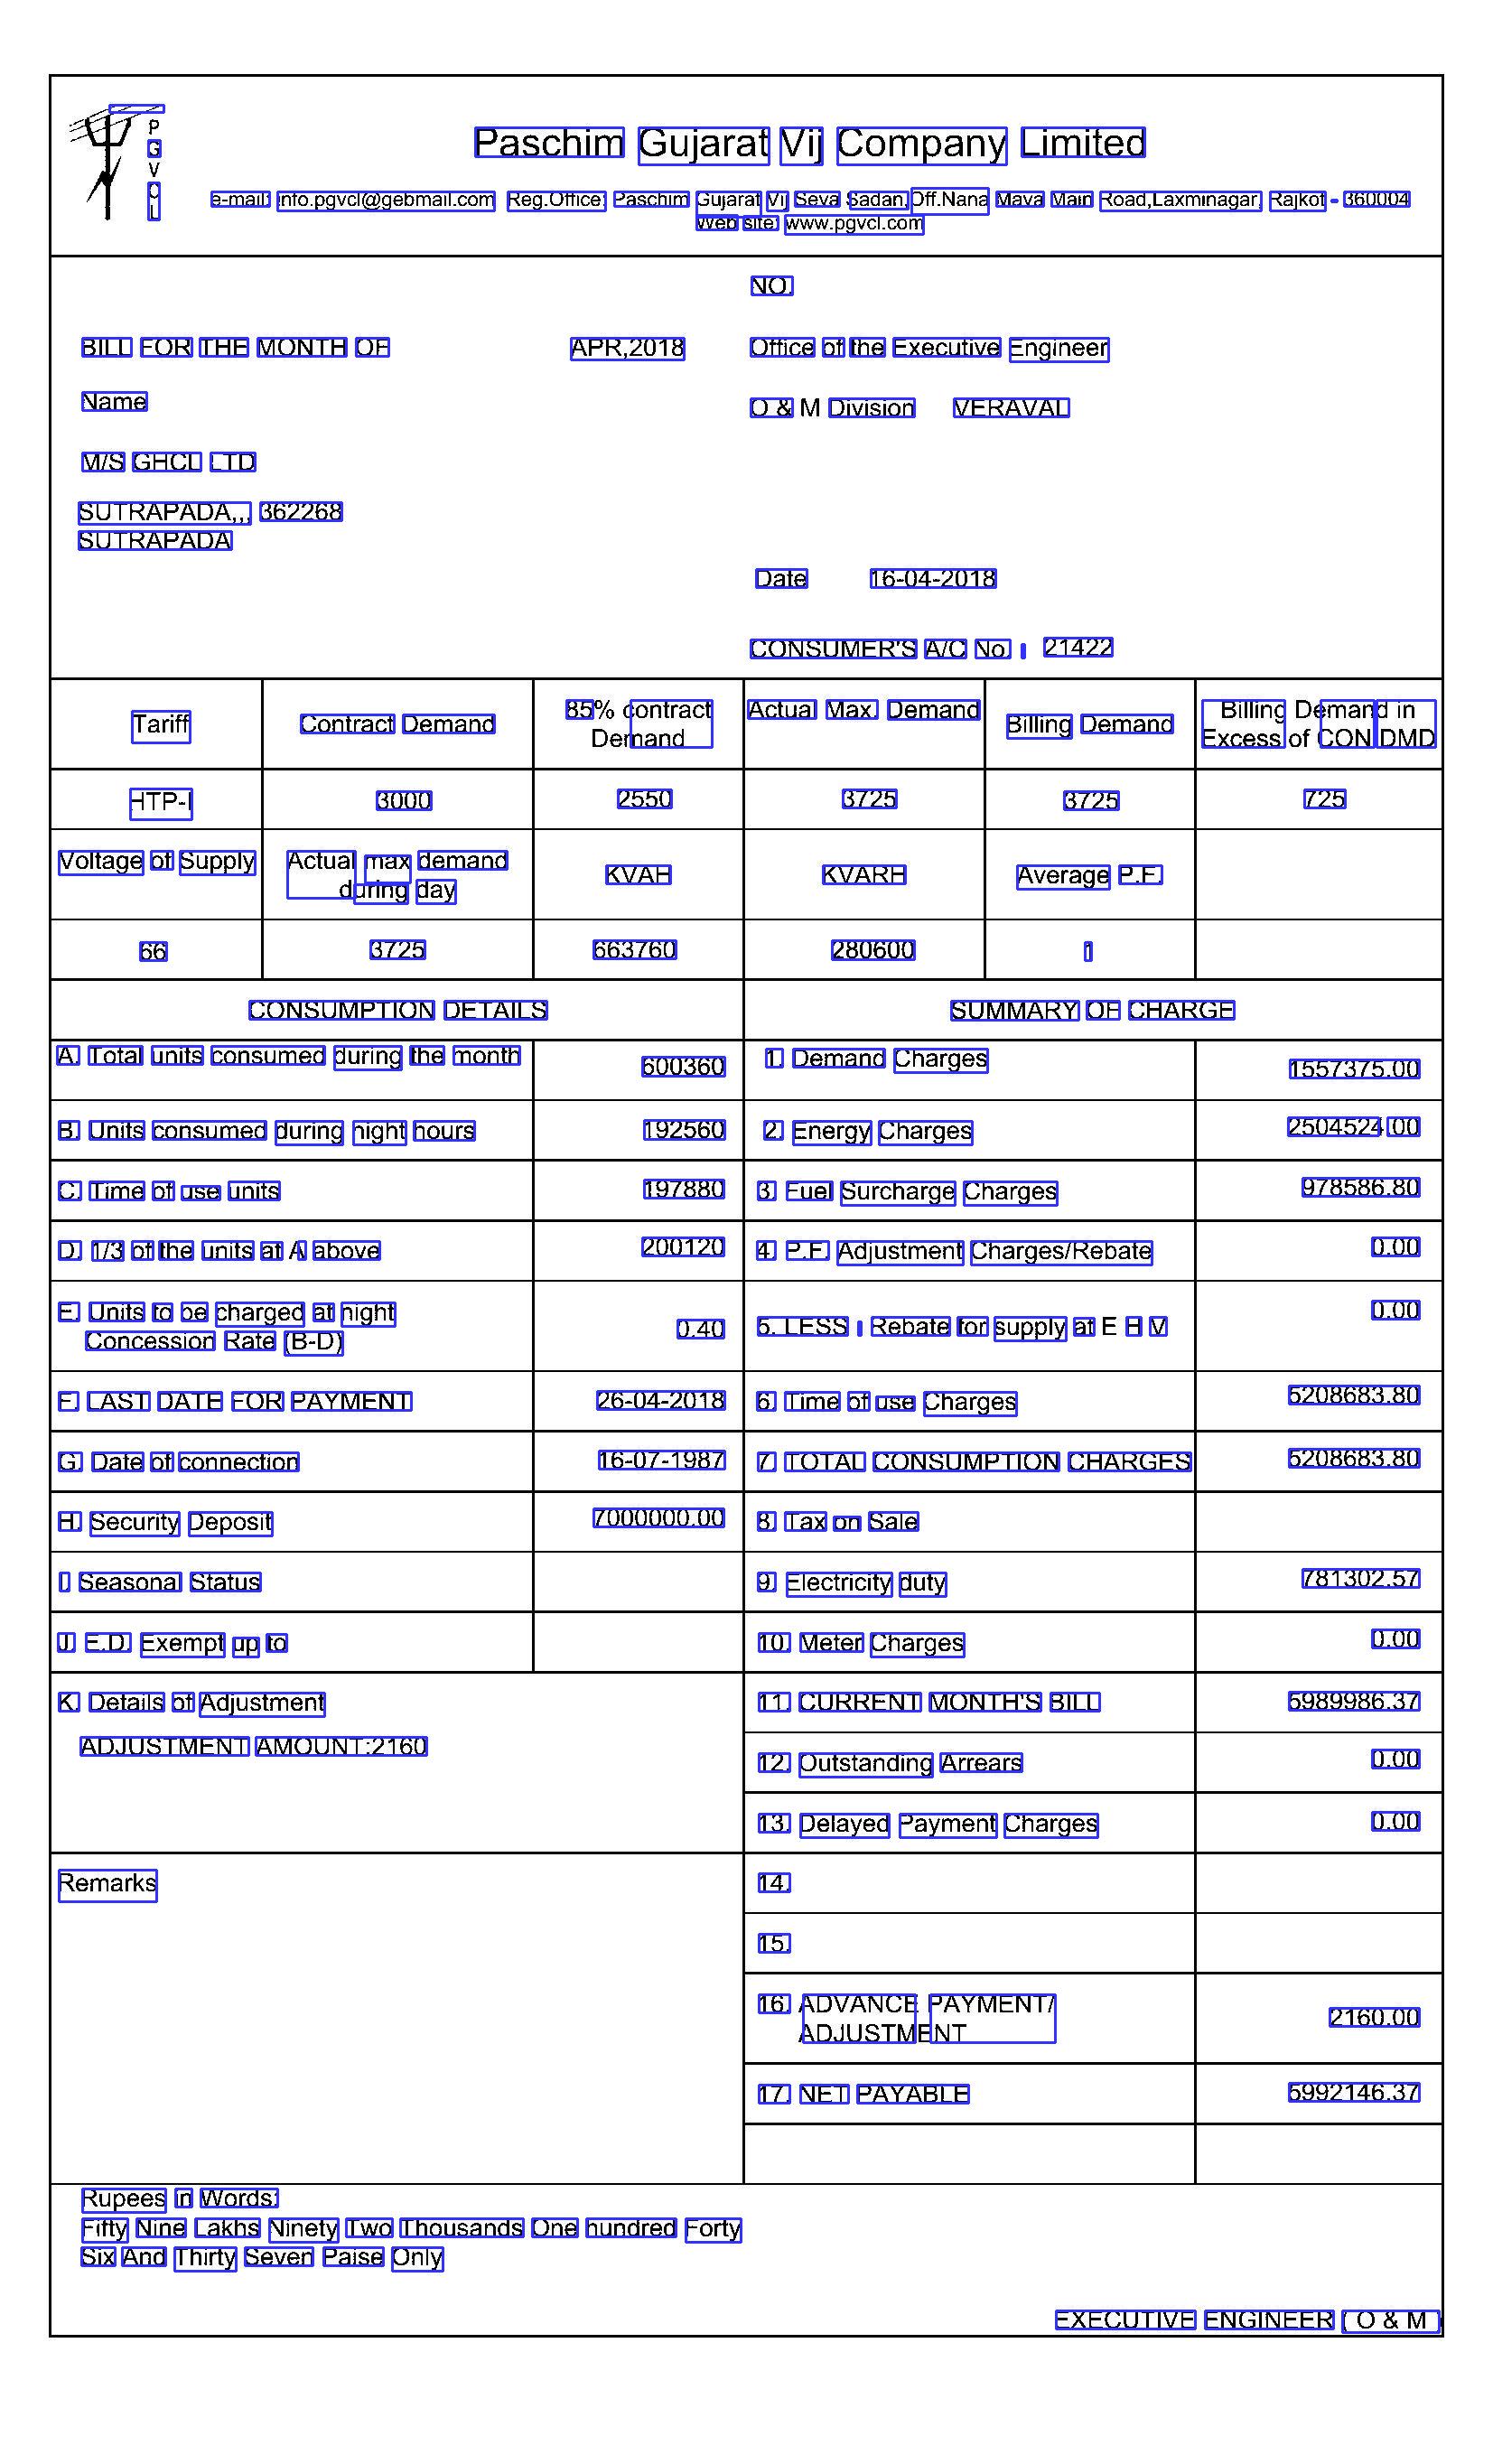 P
G
V
C
L
Paschim Gujarat Vij Company Limited
e-mail: info.pgvcl@gebmail.com Reg.Office: Paschim Gujarat Vij Seva Sadan,Off.Nana Mava Main Road,Laxminagar, Rajkot - 360004
Web site: www.pgvcl.com
NO.
BILL FOR THE MONTH OF APR,2018 Office of the Executive Engineer
Name
O & M Division VERAVAL
M/S GHCL LTD
SUTRAPADA,,, 362268
SUTRAPADA
Date 16-04-2018
CONSUMER'S A/C No. : 21422
Tariff Contract Demand 85% contract Demand Actual Max. Demand Billing Demand Billing Demand in Excess of CON DMD
HTP-I 3000 2550 3725 3725 725
Voltage of Supply Actual max demand during day KVAH KVARH Average P.F.
66 3725 663760 280600 1
CONSUMPTION DETAILS SUMMARY OF CHARGE
A. Total units consumed during the month 600360 1. Demand Charges 1557375.00
B. Units consumed during night hours 192560 2. Energy Charges 2504524.00
C. Time of use units 197880 3. Fuel Surcharge Charges 978586.80
D. 1/3 of the units at A above 200120 4. P.F. Adjustment Charges/Rebate 0.00
E. Units to be charged at night Concession Rate (B-D) 0.40 5. LESS : Rebate for supply at E H V 0.00
F. LAST DATE FOR PAYMENT 26-04-2018 6. Time of use Charges 5208683.80
G. Date of connection 16-07-1987 7. TOTAL CONSUMPTION CHARGES 5208683.80
H. Security Deposit 7000000.00 8. Tax on Sale
I. Seasonal Status 9. Electricity duty 781302.57
J. E.D. Exempt up to 10. Meter Charges 0.00
K. Details of Adjustment 11. CURRENT MONTH'S BILL 5989986.37
ADJUSTMENT AMOUNT:2160
12. Outstanding Arrears 0.00
13. Delayed Payment Charges 0.00
Remarks 14.
15.
16. ADVANCE PAYMENT/ ADJUSTMENT 2160.00
17. NET PAYABLE 5992146.37
Rupees in Words:
Fifty Nine Lakhs Ninety Two Thousands One hundred Forty
Six And Thirty Seven Paise Only
EXECUTIVE ENGINEER ( O & M )